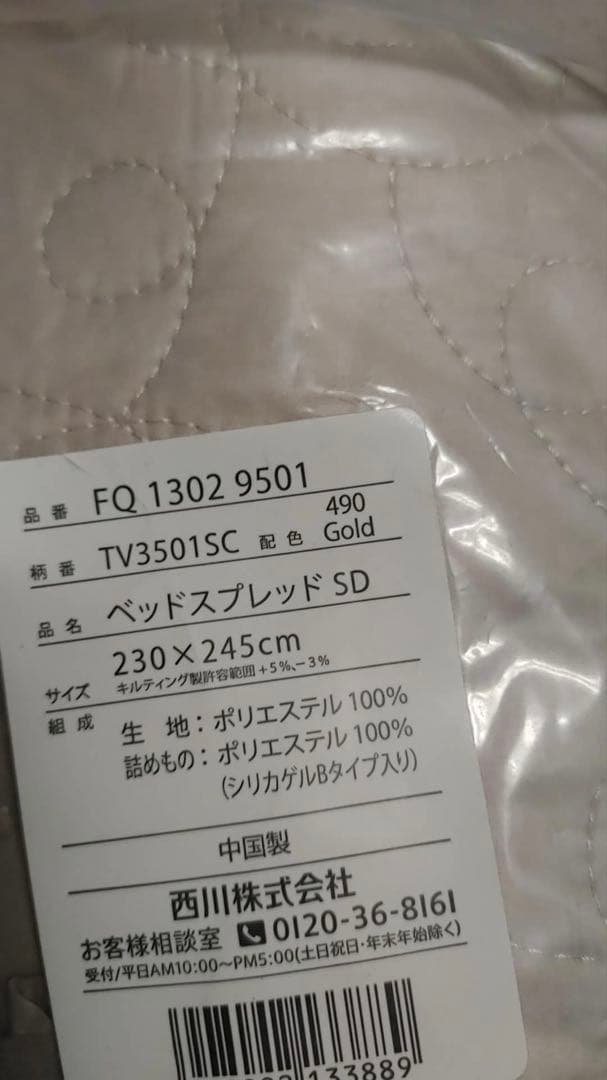 品番 FQ 1302 9501
柄番 TV3501SC 配色 490 Gold
品名 ベッドスプレッド SD
サイズ 230×245cm
キルティング製許容範囲+5%、−3%
組成 生 地：ポリエステル 100%
詰めもの：ポリエステル 100%
(シリカゲルBタイプ入り)
中国製
西川株式会社
お客様相談室 0120-36-8161
受付/平日AM10:00～PM5:00(土日祝日・年末年始除く)
133889